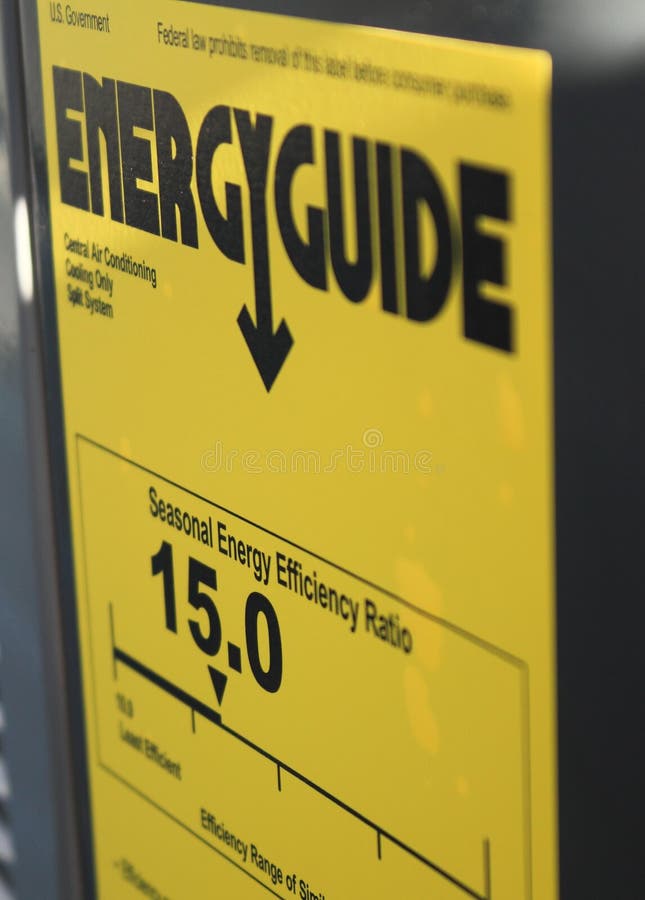 U.S. Government
Federal law prohibits removal of this label before consumer purchase.
ENERGYGUIDE
Central Air Conditioning
Cooling Only
Split System
dreamstime
Seasonal Energy Efficiency Ratio
15.0
Least Efficient
Efficiency Range of